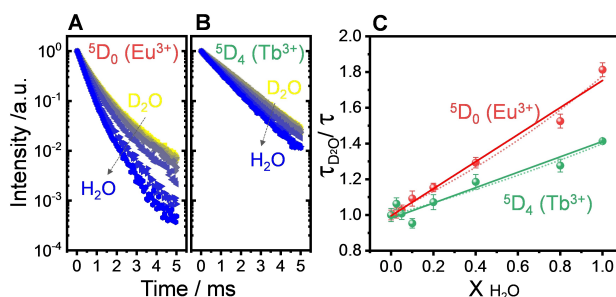 A
B
C
⁵D₀ (Eu³⁺)
⁵D₄ (Tb³⁺)
D₂O
H₂O
D₂O
H₂O
Intensity /a.u.
10⁰
10⁻¹
10⁻²
10⁻³
10⁻⁴
0 1 2 3 4 5
0 1 2 3 4 5
Time / ms
τD₂O/ τ
2.0
1.8
1.6
1.4
1.2
1.0
0.8
⁵D₀ (Eu³⁺)
⁵D₄ (Tb³⁺)
0.0 0.2 0.4 0.6 0.8 1.0
X H₂O